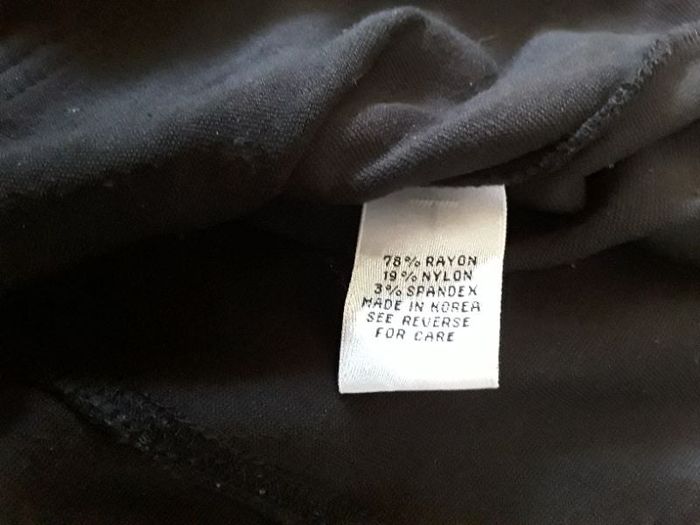 78% RAYON
19% NYLON
3% SPANDEX
MADE IN KOREA
SEE REVERSE
FOR CARE